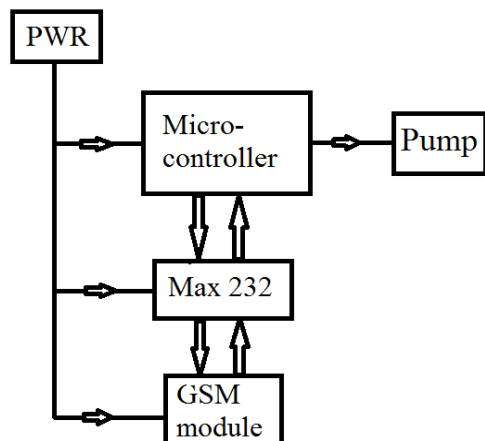 PWR
Micro-
controller
Pump
Max 232
GSM
module